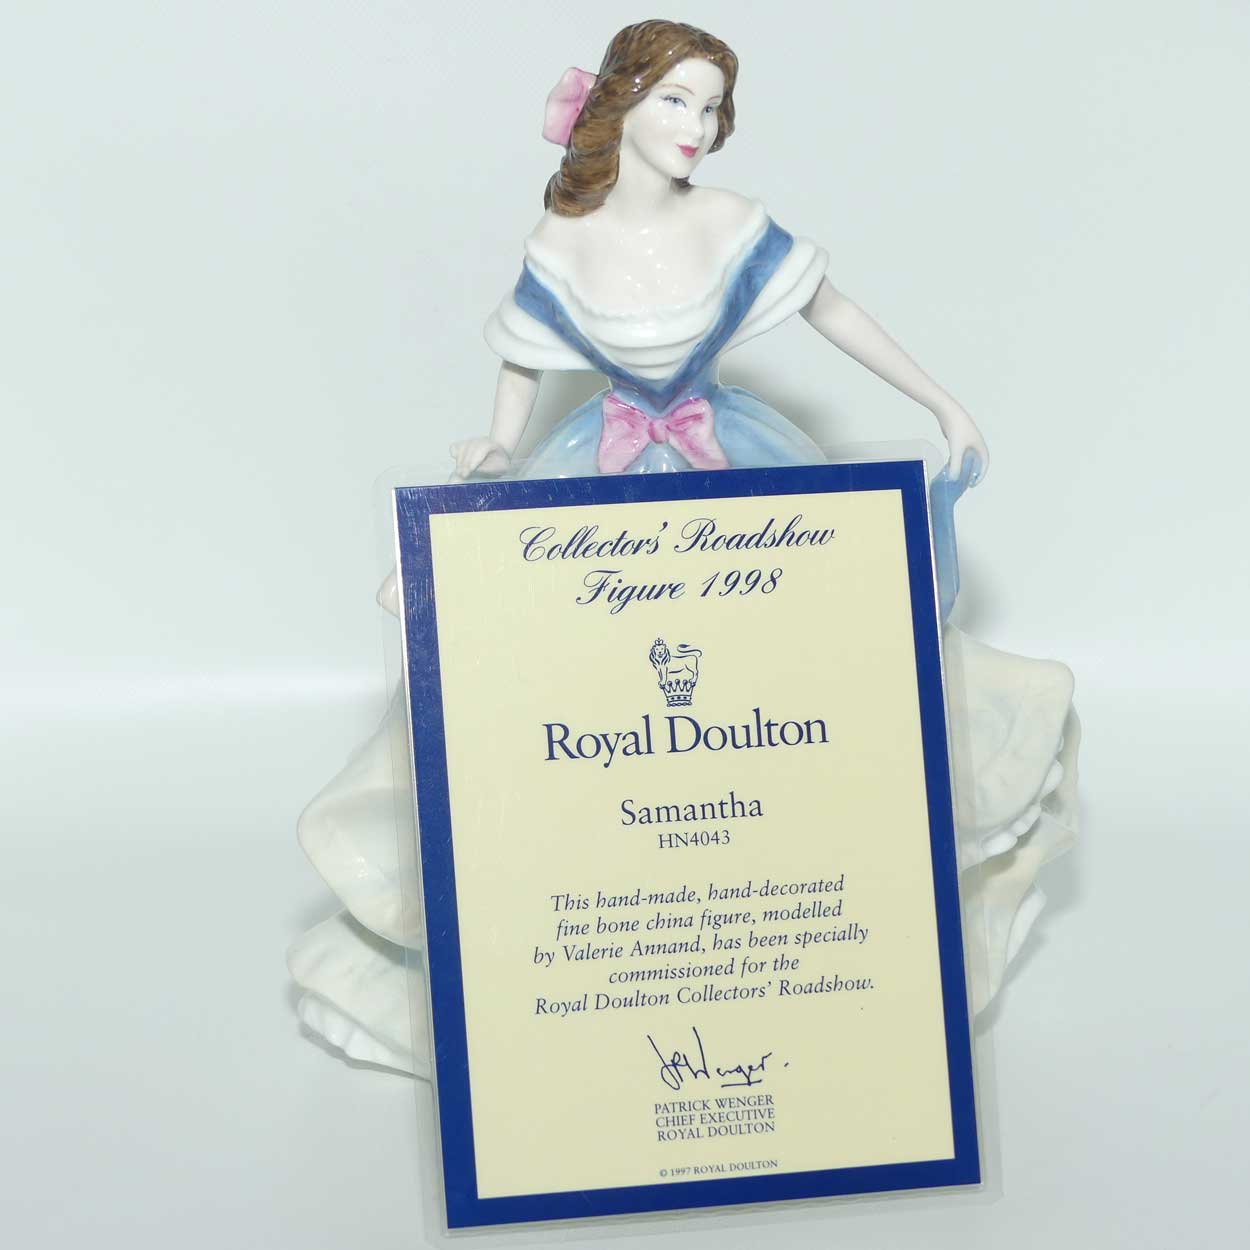 Collectors' Roadshow
Figure 1998
Royal Doulton
Samantha
HN4043
This hand-made, hand-decorated
fine bone china figure, modelled
by Valerie Annand, has been specially
commissioned for the
Royal Doulton Collectors' Roadshow.
JPWenger.
PATRICK WENGER
CHIEF EXECUTIVE
ROYAL DOULTON
© 1997 ROYAL DOULTON